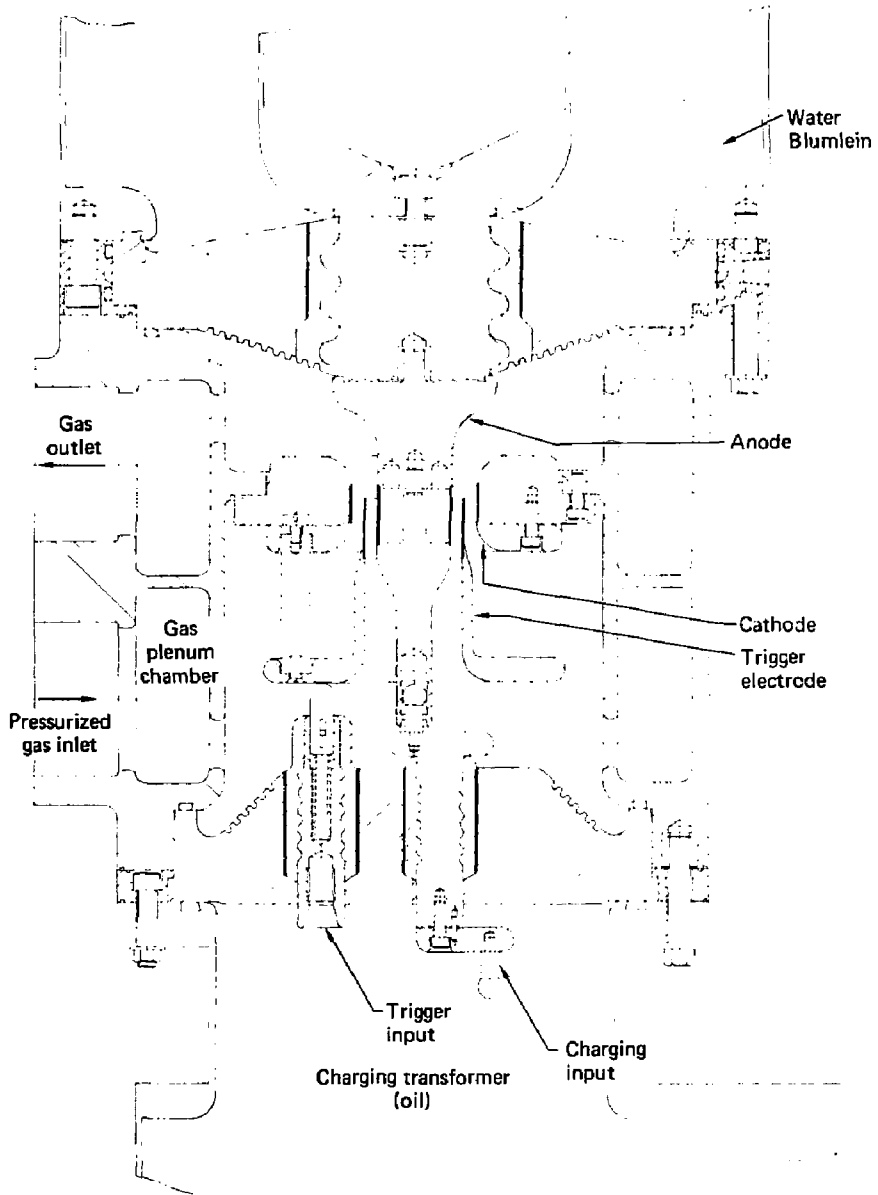 Water
Blumlein
Gas
outlet
Anode
Cathode
Trigger
electrode
Gas
plenum
chamber
Pressurized
gas inlet
Trigger
input
Charging
input
Charging transformer
(oil)